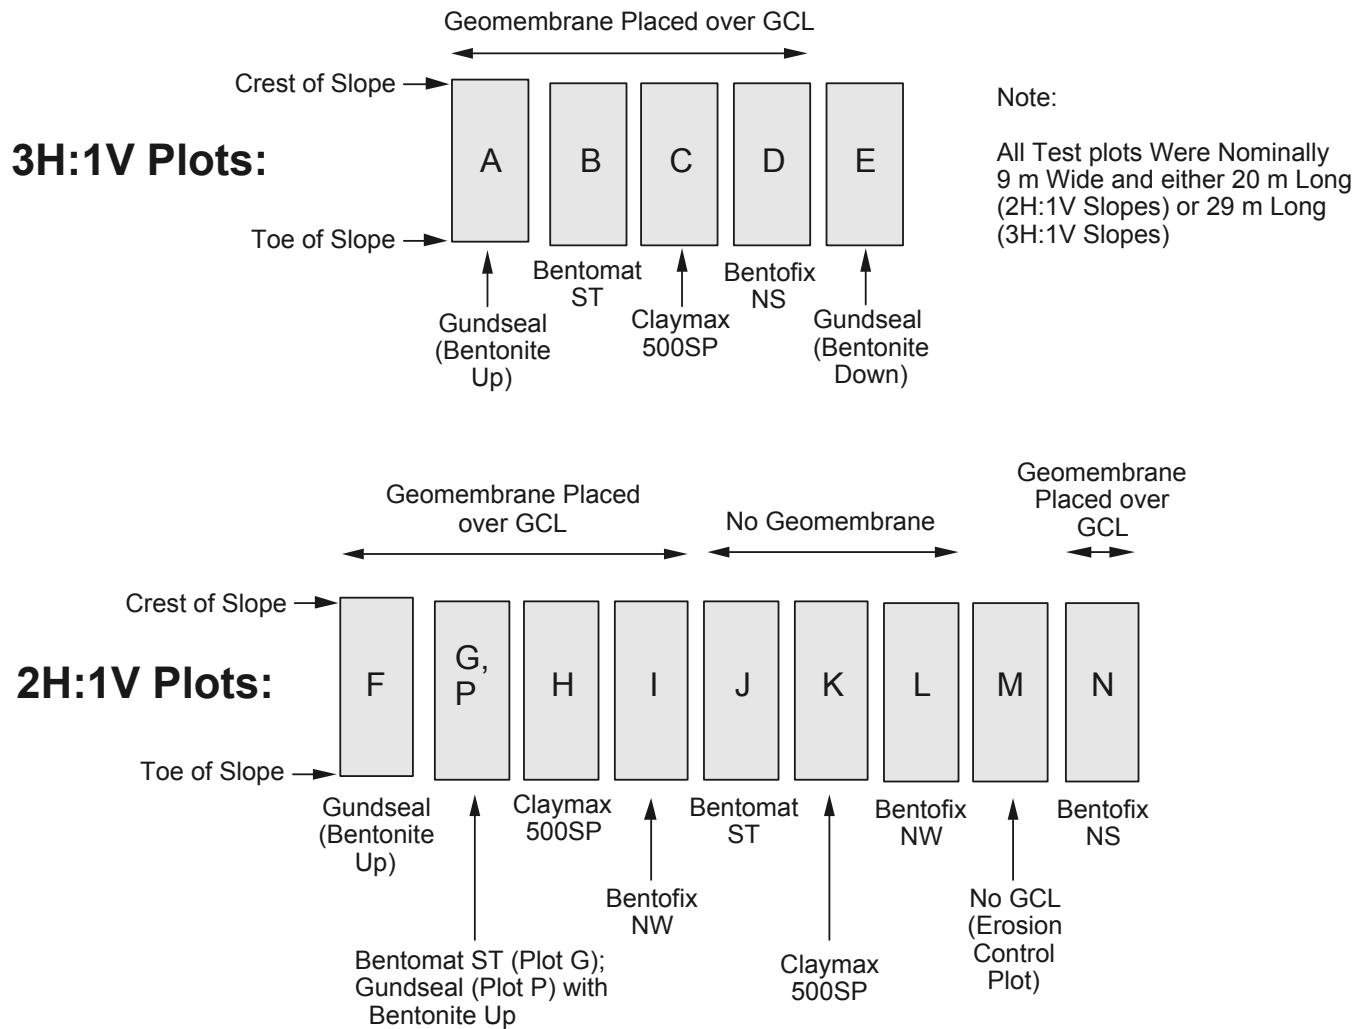 Geomembrane Placed over GCL
Crest of Slope
3H:1V Plots:
A
B
C
D
E
Toe of Slope
Gundseal
(Bentonite
Up)
Bentomat
ST
Claymax
500SP
Bentofix
NS
Gundseal
(Bentonite
Down)
Note:
All Test plots Were Nominally
9 m Wide and either 20 m Long
(2H:1V Slopes) or 29 m Long
(3H:1V Slopes)
Geomembrane Placed
over GCL
No Geomembrane
Geomembrane
Placed over
GCL
Crest of Slope
2H:1V Plots:
F
G,
P
H
I
J
K
L
M
N
Toe of Slope
Gundseal
(Bentonite
Up)
Bentomat ST (Plot G);
Gundseal (Plot P) with
Bentonite Up
Claymax
500SP
Bentofix
NW
Bentomat
ST
Claymax
500SP
Bentofix
NW
No GCL
(Erosion
Control
Plot)
Bentofix
NS